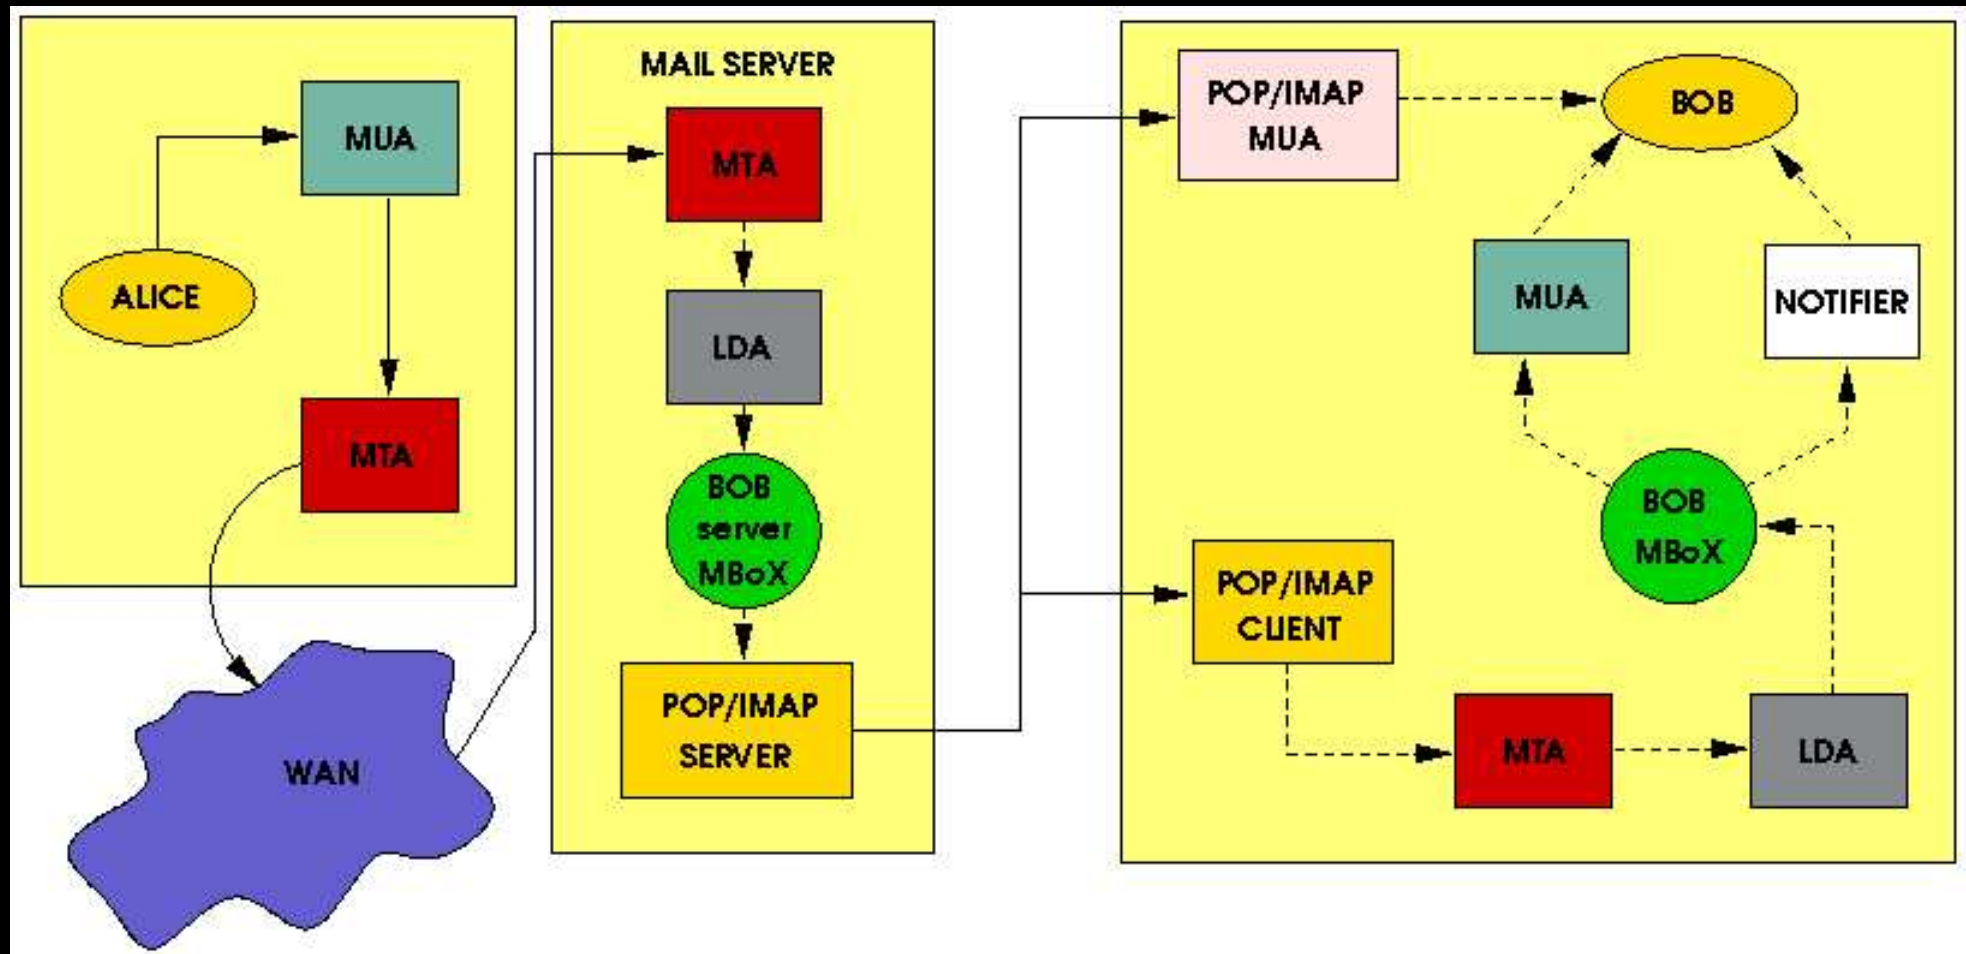 MUA
ALICE
MTA
WAN
MAIL SERVER
MTA
LDA
BOB
server
MBoX
POP/IMAP
SERVER
POP/IMAP
MUA
BOB
MUA
NOTIFIER
BOB
MBoX
POP/IMAP
CLIENT
MTA
LDA